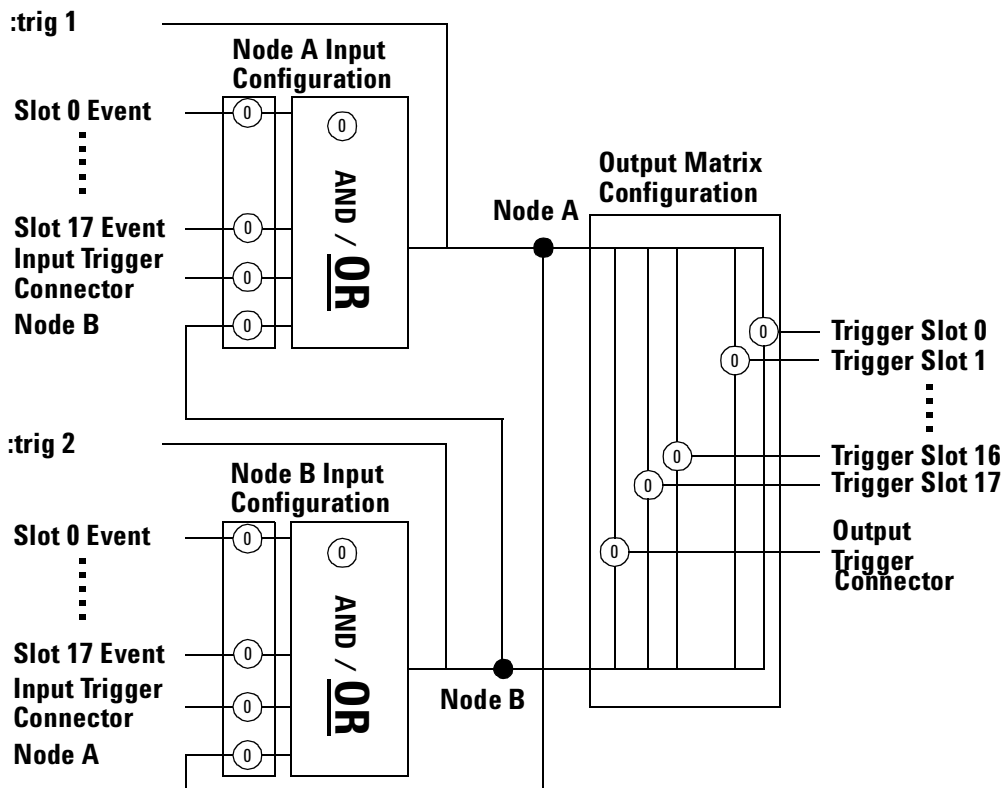 :trig 1
Node A Input
Configuration
Slot 0 Event
0
0
AND / OR
Slot 17 Event
0
Input Trigger
Connector
0
Node B
0
Node A
Output Matrix
Configuration
0
Trigger Slot 0
0
Trigger Slot 1
0
Trigger Slot 16
0
Trigger Slot 17
0
Output
Trigger
Connector
:trig 2
Node B Input
Configuration
Slot 0 Event
0
0
AND / OR
Slot 17 Event
0
Input Trigger
Connector
0
Node A
0
Node B